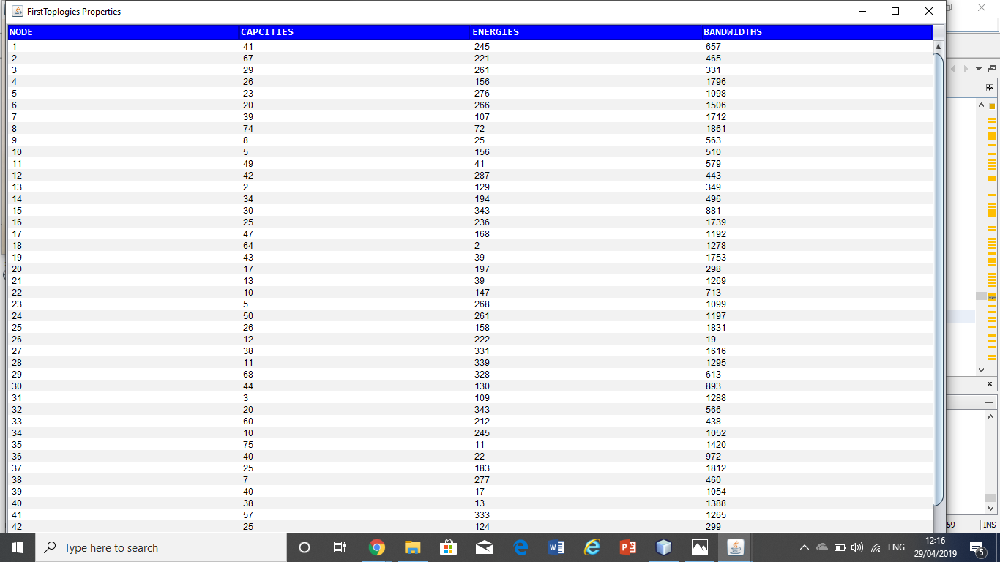 FirstToplogies Properties
NODE CAPCITIES ENERGIES BANDWIDTHS
1 41 245 657
2 67 221 465
3 29 261 331
4 26 156 1796
5 23 276 1098
6 20 266 1506
7 39 107 1712
8 74 72 1861
9 8 25 563
10 5 156 510
11 49 41 579
12 42 287 443
13 2 129 349
14 34 194 496
15 30 343 881
16 25 236 1739
17 47 168 1192
18 64 2 1278
19 43 39 1753
20 17 197 298
21 13 39 1269
22 10 147 713
23 5 268 1099
24 50 261 1197
25 26 158 1831
26 12 222 19
27 38 331 1616
28 11 339 1295
29 68 328 613
30 44 130 893
31 3 109 1288
32 20 343 566
33 60 212 438
34 10 245 1052
35 75 11 1420
36 40 22 972
37 25 183 1812
38 7 277 460
39 40 17 1054
40 38 13 1388
41 57 333 1265
42 25 124 299
59 INS
Type here to search
ENG
12:16
29/04/2019
5